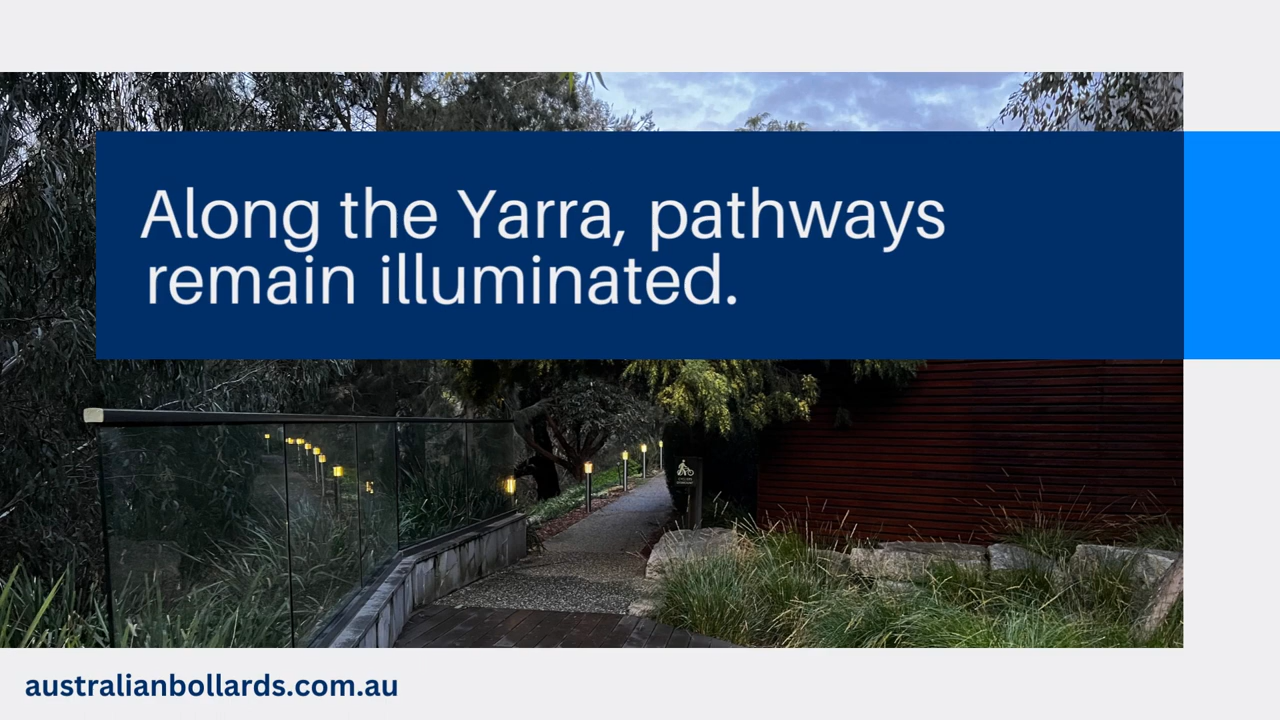 Along the Yarra, pathways
remain illuminated.
australianbollards.com.au